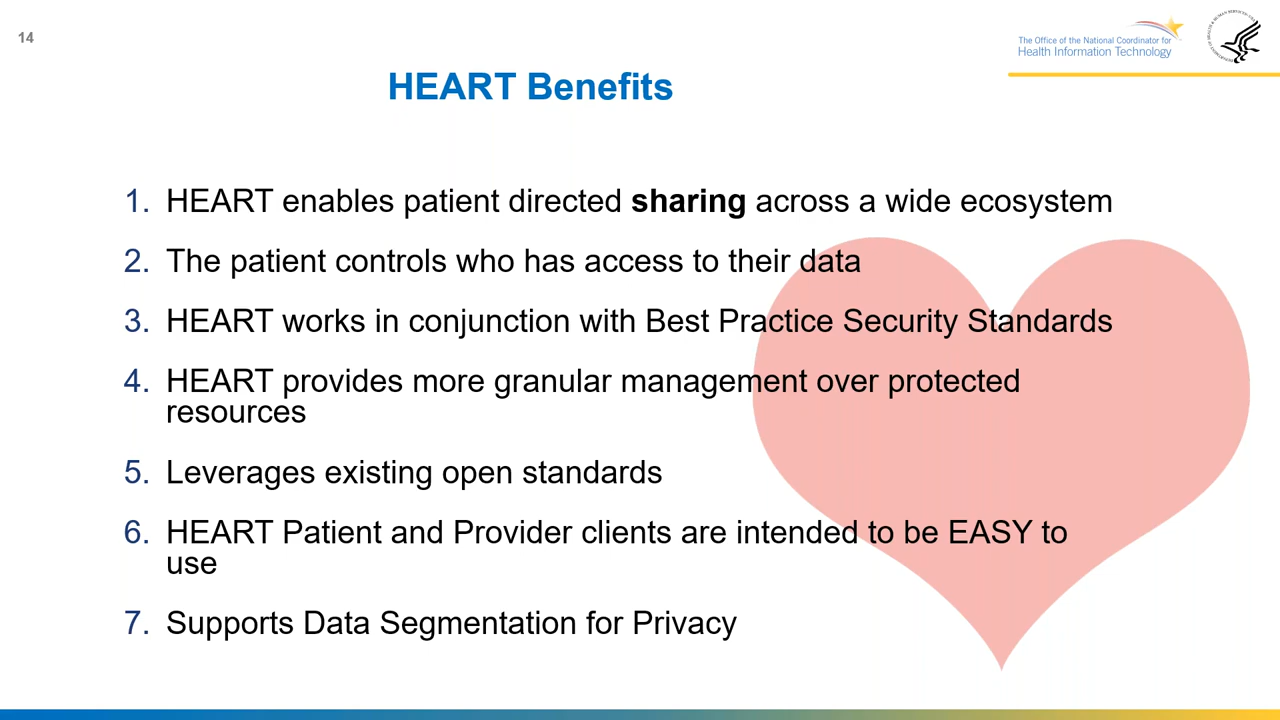 14
The Office of the National Coordinator for
Health Information Technology
HEART Benefits
1. HEART enables patient directed sharing across a wide ecosystem
2. The patient controls who has access to their data
3. HEART works in conjunction with Best Practice Security Standards
4. HEART provides more granular management over protected
resources
5. Leverages existing open standards
6. HEART Patient and Provider clients are intended to be EASY to
use
7. Supports Data Segmentation for Privacy